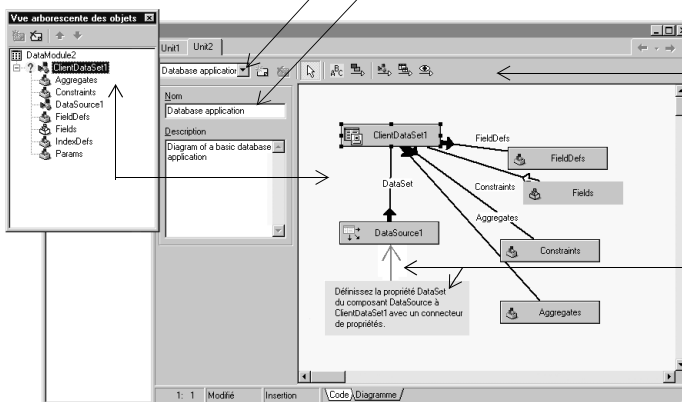 Vue arborescente des objets
DataModule2
ClientDataSet1
Aggregates
Constraints
DataSource1
FieldDefs
Fields
IndexDefs
Params
Unit1
Unit2
Database application
Nom
Database application
Description
Diagram of a basic database
application
ClientDataSet1
FieldDefs
FieldDefs
DataSet
Constraints
Fields
Aggregates
DataSource1
Constraints
Définissez la propriété DataSet
du composant DataSource à
ClientDataSet1 avec un connecteur
de propriétés.
Aggregates
1: 1 Modifié Insertion Code Diagramme